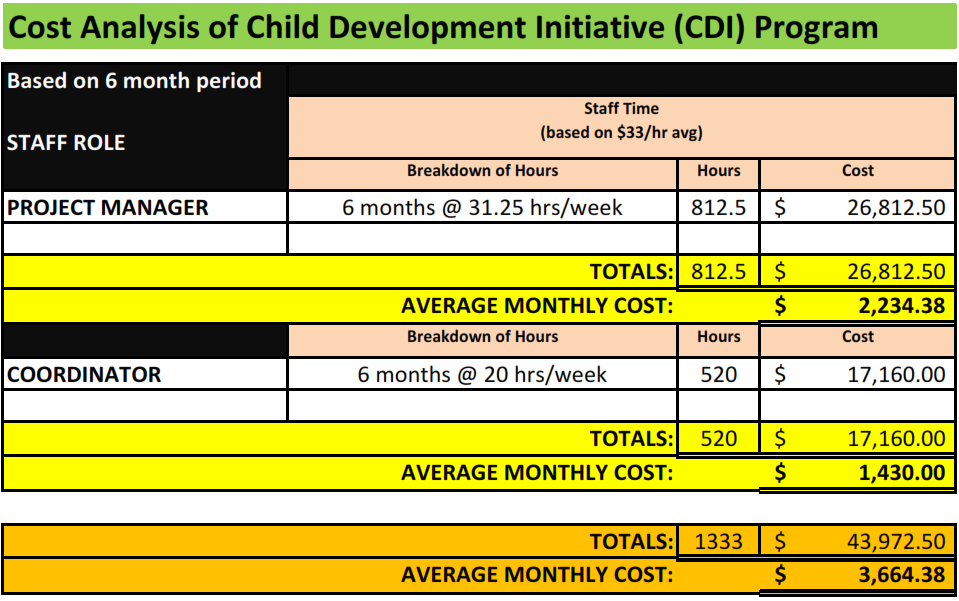 Cost Analysis of Child Development Initiative (CDI) Program
Based on 6 month period
STAFF ROLE
Staff Time
(based on $33/hr avg)
Breakdown of Hours Hours Cost
PROJECT MANAGER 6 months @ 31.25 hrs/week 812.5 $ 26,812.50
TOTALS: 812.5 $ 26,812.50
AVERAGE MONTHLY COST: $ 2,234.38
Breakdown of Hours Hours Cost
COORDINATOR 6 months @ 20 hrs/week 520 $ 17,160.00
TOTALS: 520 $ 17,160.00
AVERAGE MONTHLY COST: $ 1,430.00
TOTALS: 1333 $ 43,972.50
AVERAGE MONTHLY COST: $ 3,664.38